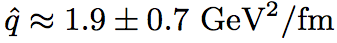 q̂ ≈ 1.9 ± 0.7 GeV²/fm